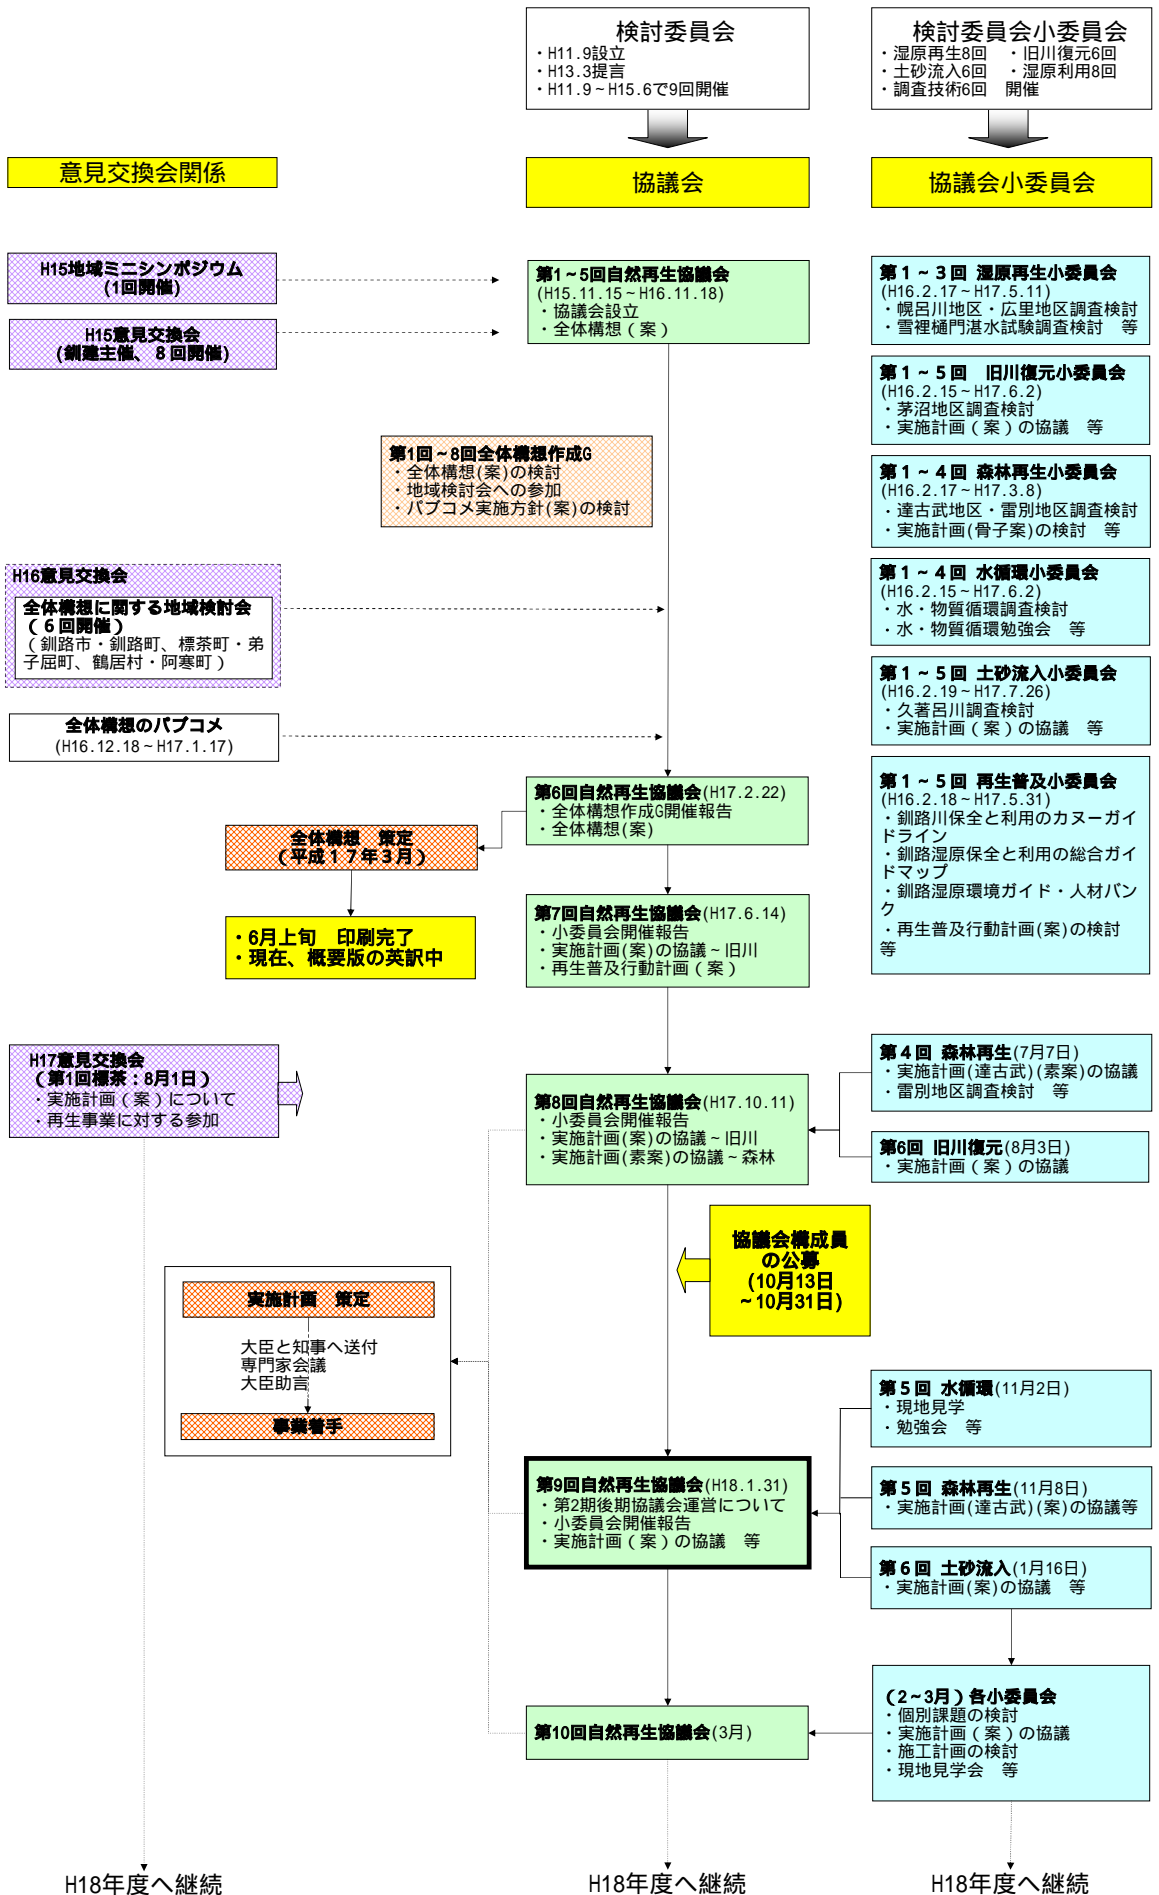 検討委員会
・H11.9設立
・H13.3提言
・H11.9～H15.6で9回開催
検討委員会小委員会
・湿原再生8回　・旧川復元6回
・土砂流入6回　・湿原利用8回
・調査技術6回　開催
意見交換会関係
協議会
協議会小委員会
H15地域ミニシンポジウム
(1回開催)
H15意見交換会
(釧建主催、８回開催)
第1～5回自然再生協議会
(H15.11.15～H16.11.18)
・協議会設立
・全体構想（案）
第１～３回 湿原再生小委員会
(H16.2.17～H17.5.11)
・幌呂川地区・広里地区調査検討
・雪裡樋門湛水試験調査検討　等
第１～５回　旧川復元小委員会
(H16.2.15～H17.6.2)
・茅沼地区調査検討
・実施計画（案）の協議　等
第1回～8回全体構想作成G
・全体構想(案)の検討
・地域検討会への参加
・パブコメ実施方針(案)の検討
第１～４回 森林再生小委員会
(H16.2.17～H17.3.8)
・達古武地区・雷別地区調査検討
・実施計画(骨子案)の検討　等
H16意見交換会
全体構想に関する地域検討会
（６回開催）
（釧路市・釧路町、標茶町・弟
子屈町、鶴居村・阿寒町）
第１～４回 水循環小委員会
(H16.2.15～H17.6.2)
・水・物質循環調査検討
・水・物質循環勉強会　等
第１～５回 土砂流入小委員会
(H16.2.19～H17.7.26)
・久著呂川調査検討
・実施計画（案）の協議　等
全体構想のパブコメ
(H16.12.18～H17.1.17)
第6回自然再生協議会(H17.2.22)
・全体構想作成G開催報告
・全体構想(案)
第１～５回 再生普及小委員会
(H16.2.18～H17.5.31)
・釧路川保全と利用のカヌーガイ
ドライン
・釧路湿原保全と利用の総合ガイ
ドマップ
・釧路湿原環境ガイド・人材バン
ク
・再生普及行動計画(案)の検討
等
全体構想　策定
（平成１７年３月）
・6月上旬　印刷完了
・現在、概要版の英訳中
第7回自然再生協議会(H17.6.14)
・小委員会開催報告
・実施計画(案)の協議～旧川
・再生普及行動計画（案）
H17意見交換会
（第1回標茶：8月1日）
・実施計画（案）について
・再生事業に対する参加
第8回自然再生協議会(H17.10.11)
・小委員会開催報告
・実施計画(案)の協議～旧川
・実施計画(素案)の協議～森林
第４回 森林再生(7月7日)
・実施計画(達古武)(素案)の協議
・雷別地区調査検討　等
第6回 旧川復元(8月3日)
・実施計画（案）の協議
協議会構成員
の公募
(10月13日
～10月31日)
実施計画　策定
大臣と知事へ送付
専門家会議
大臣助言
事業着手
第５回 水循環(11月2日)
・現地見学
・勉強会　等
第9回自然再生協議会(H18.1.31)
・第2期後期協議会運営について
・小委員会開催報告
・実施計画（案）の協議　等
第５回 森林再生(11月8日)
・実施計画(達古武)(案)の協議等
第６回 土砂流入(1月16日)
・実施計画(案)の協議　等
第10回自然再生協議会(3月)
（2～3月）各小委員会
・個別課題の検討
・実施計画（案）の協議
・施工計画の検討
・現地見学会　等
H18年度へ継続
H18年度へ継続
H18年度へ継続